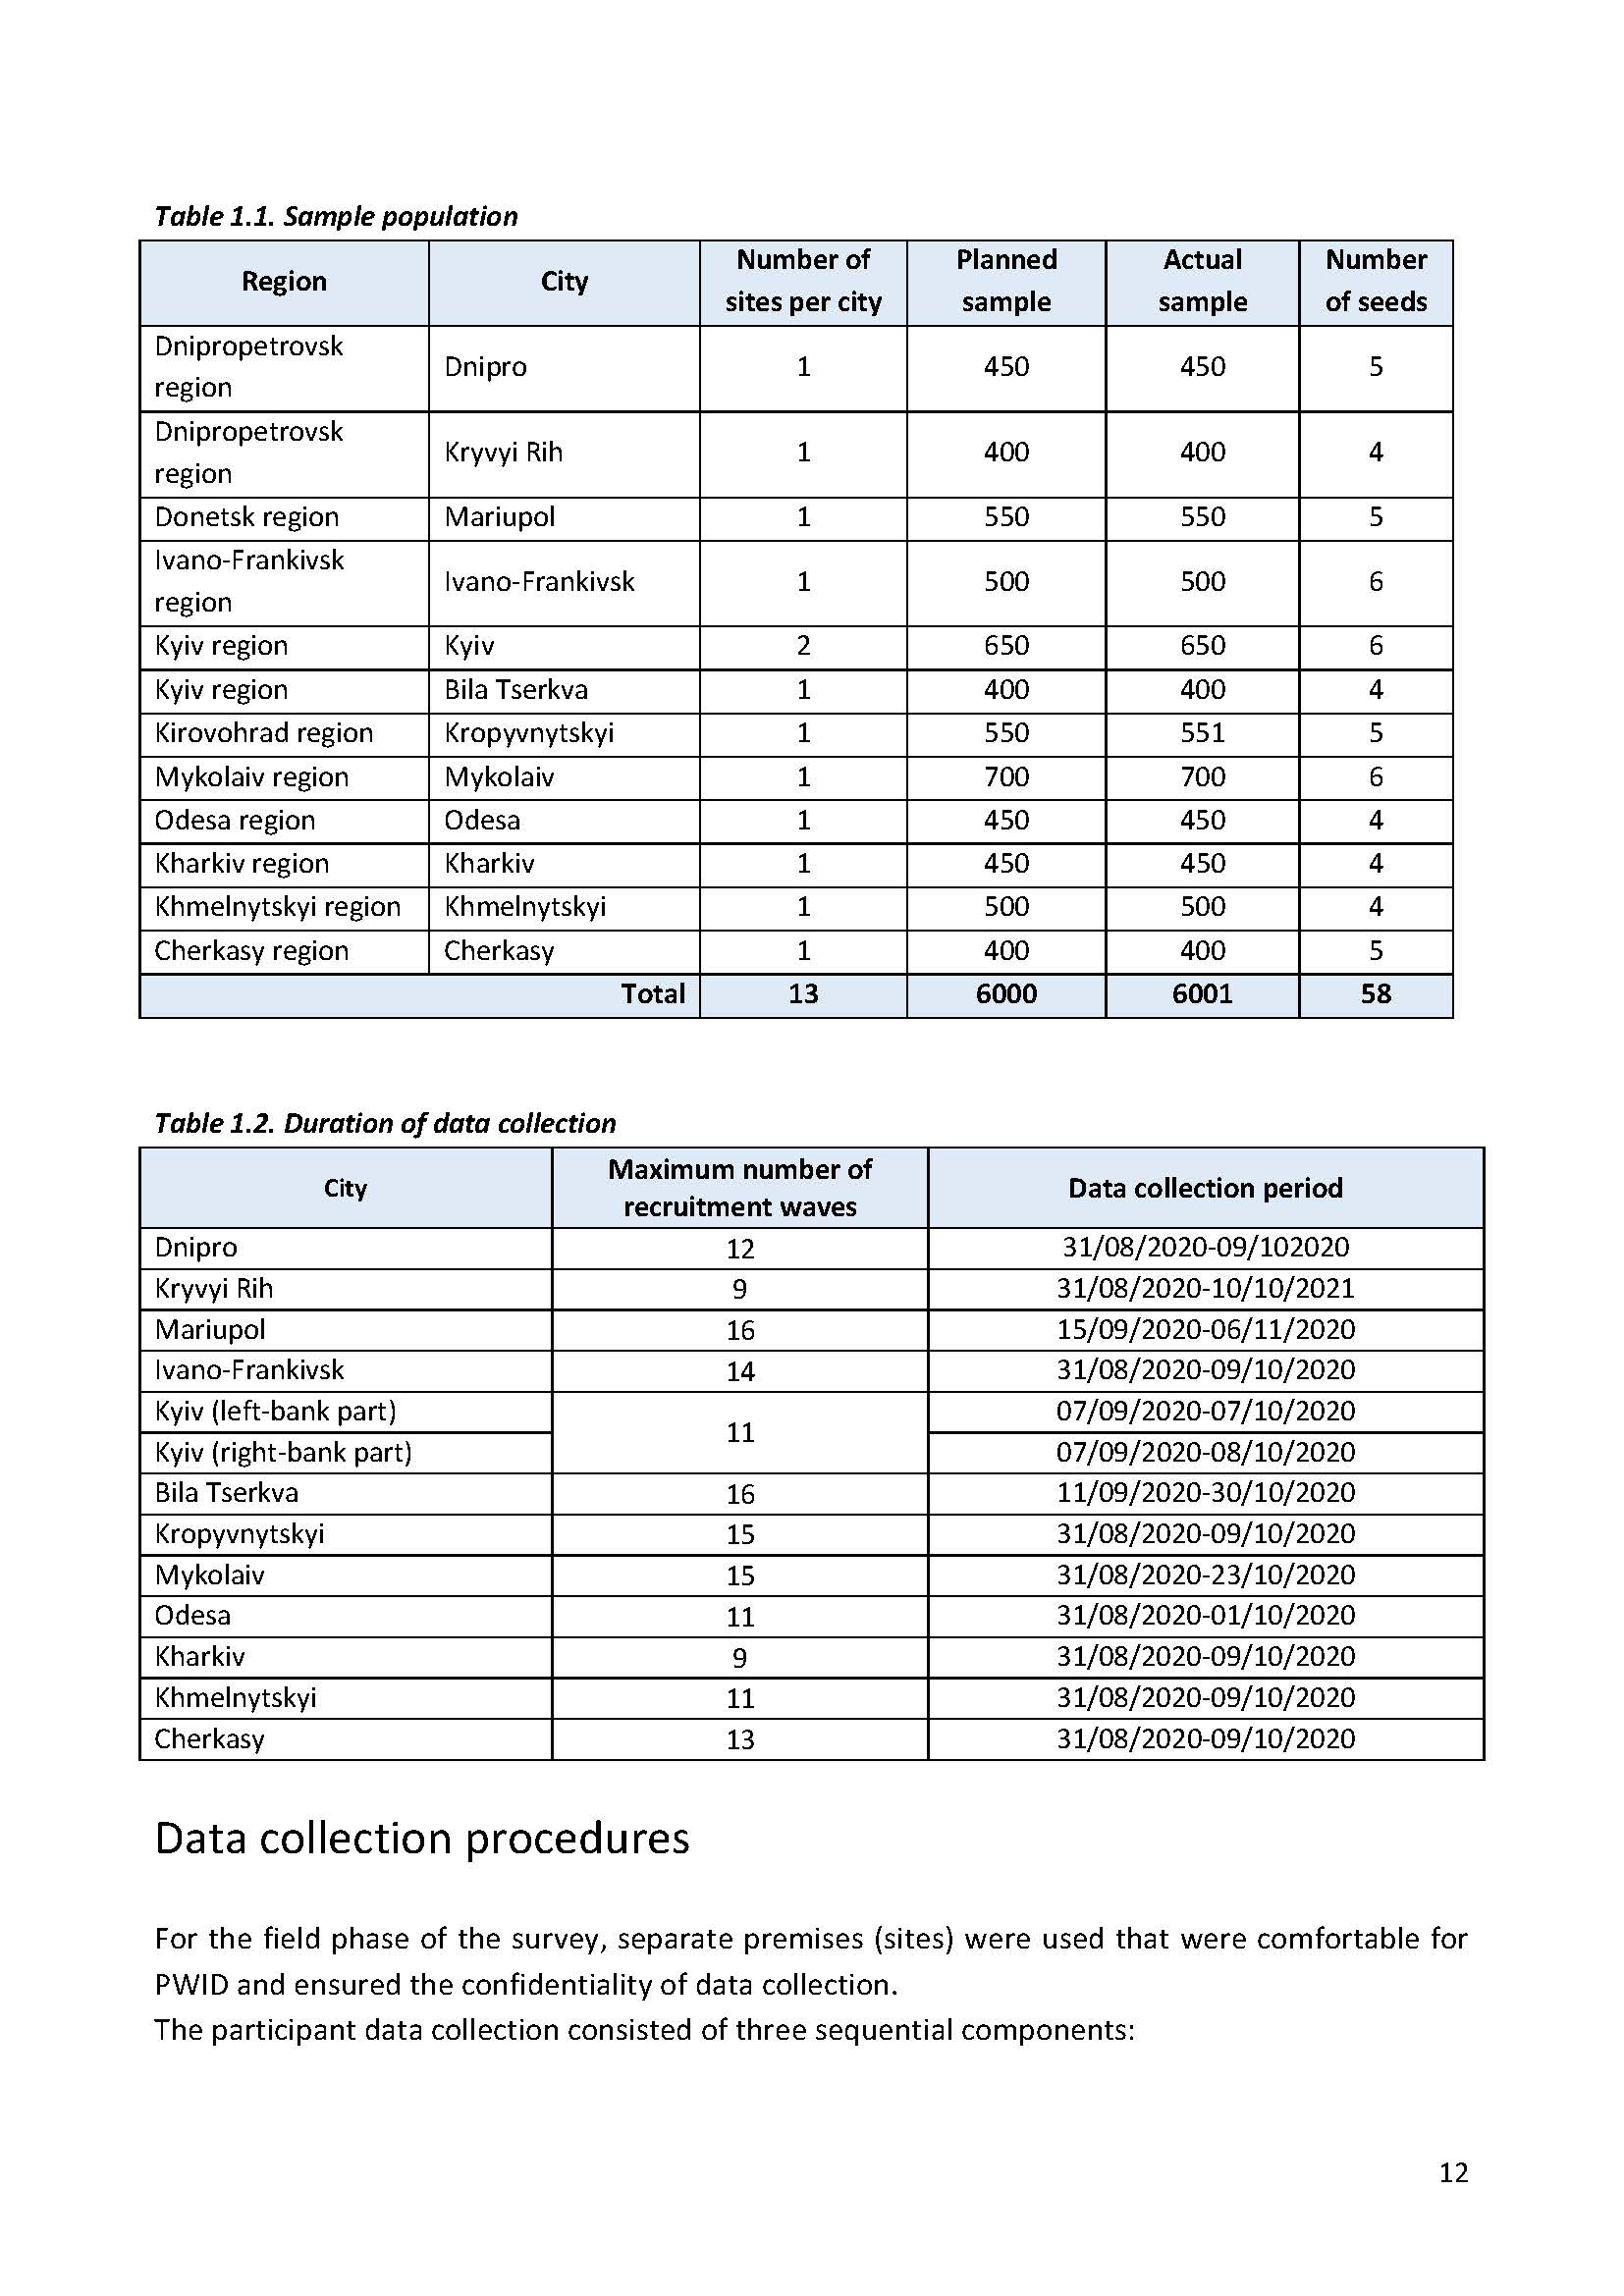 Table 1.1. Sample population
Region City Number of sites per city Planned sample Actual sample Number of seeds
Dnipropetrovsk region Dnipro 1 450 450 5
Dnipropetrovsk region Kryvyi Rih 1 400 400 4
Donetsk region Mariupol 1 550 550 5
Ivano-Frankivsk region Ivano-Frankivsk 1 500 500 6
Kyiv region Kyiv 2 650 650 6
Kyiv region Bila Tserkva 1 400 400 4
Kirovohrad region Kropyvnytskyi 1 550 551 5
Mykolaiv region Mykolaiv 1 700 700 6
Odesa region Odesa 1 450 450 4
Kharkiv region Kharkiv 1 450 450 4
Khmelnytskyi region Khmelnytskyi 1 500 500 4
Cherkasy region Cherkasy 1 400 400 5
Total 13 6000 6001 58
Table 1.2. Duration of data collection
City Maximum number of recruitment waves Data collection period
Dnipro 12 31/08/2020-09/102020
Kryvyi Rih 9 31/08/2020-10/10/2021
Mariupol 16 15/09/2020-06/11/2020
Ivano-Frankivsk 14 31/08/2020-09/10/2020
Kyiv (left-bank part) 11 07/09/2020-07/10/2020
Kyiv (right-bank part) 07/09/2020-08/10/2020
Bila Tserkva 16 11/09/2020-30/10/2020
Kropyvnytskyi 15 31/08/2020-09/10/2020
Mykolaiv 15 31/08/2020-23/10/2020
Odesa 11 31/08/2020-01/10/2020
Kharkiv 9 31/08/2020-09/10/2020
Khmelnytskyi 11 31/08/2020-09/10/2020
Cherkasy 13 31/08/2020-09/10/2020
Data collection procedures
For the field phase of the survey, separate premises (sites) were used that were comfortable for
PWID and ensured the confidentiality of data collection.
The participant data collection consisted of three sequential components:
12